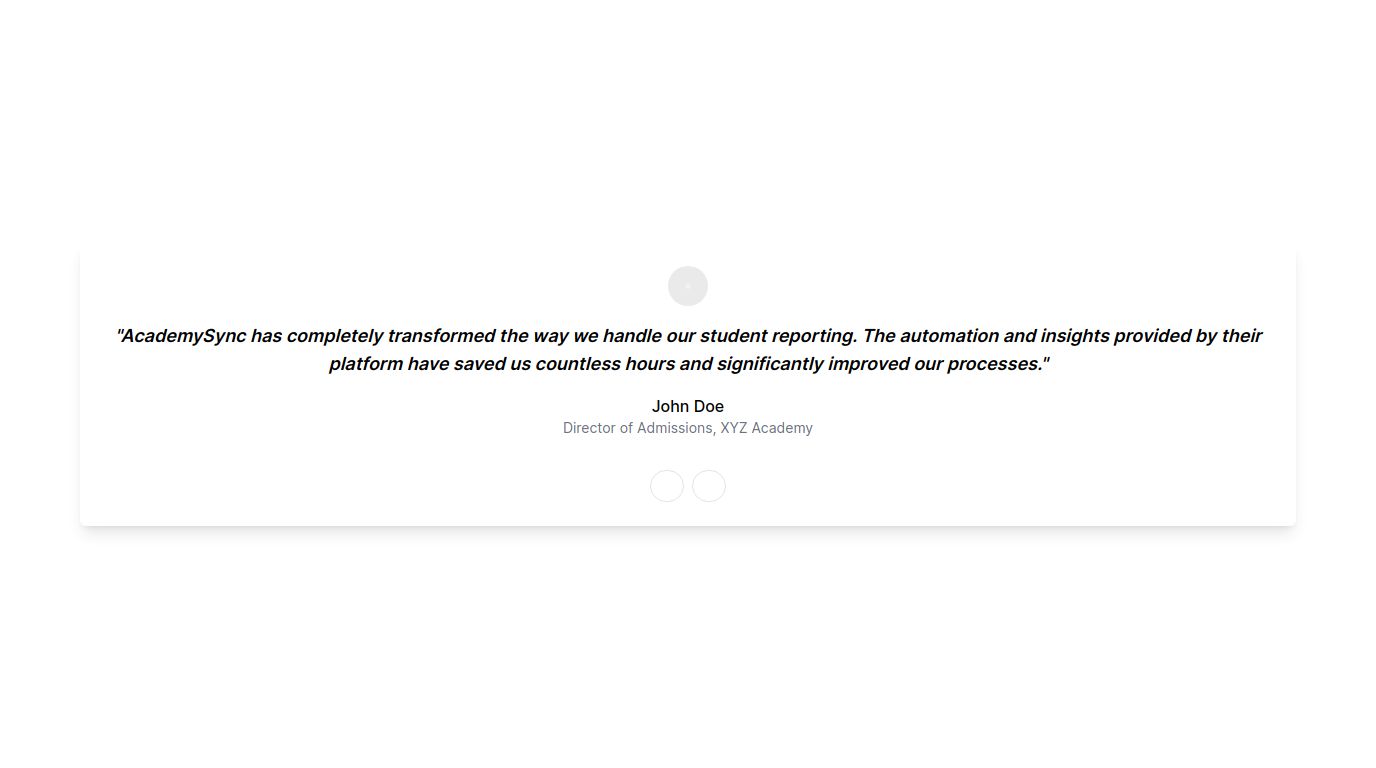 "AcademySync has completely transformed the way we handle our student reporting. The automation and insights provided by their
platform have saved us countless hours and significantly improved our processes."
John Doe
Director of Admissions, XYZ Academy